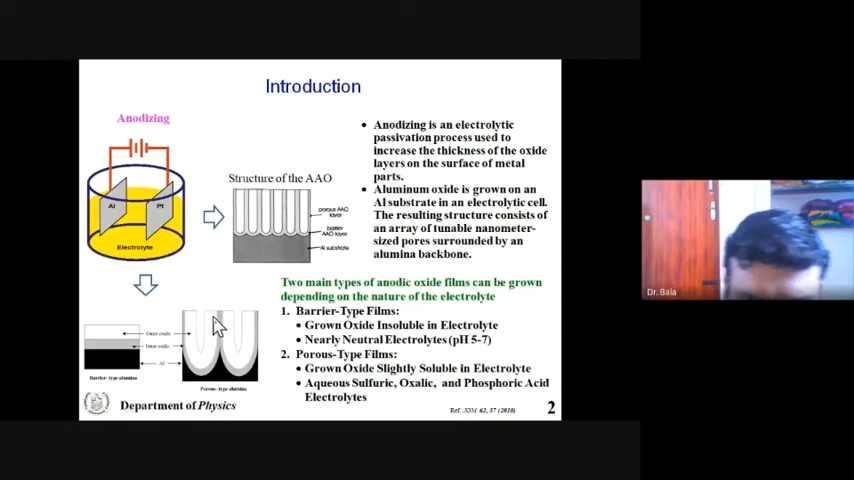 Introduction
Anodizing
Al
Pt
Electrolyte
Structure of the AAO
porous AAO
layer
barrier
AAO layer
Al substrate
• Anodizing is an electrolytic
passivation process used to
increase the thickness of the oxide
layers on the surface of metal
parts.
• Aluminum oxide is grown on an
Al substrate in an electrolytic cell.
The resulting structure consists of
an array of tunable nanometer-
sized pores surrounded by an
alumina backbone.
Two main types of anodic oxide films can be grown
depending on the nature of the electrolyte
1. Barrier-Type Films:
• Grown Oxide Insoluble in Electrolyte
• Nearly Neutral Electrolytes (pH 5-7)
2. Porous-Type Films:
• Grown Oxide Slightly Soluble in Electrolyte
• Aqueous Sulfuric, Oxalic, and Phosphoric Acid
Electrolytes
Outer oxide
Inner oxide
Al
Barrier- type alumina
Porous- type alumina
Department of Physics
Ref. JOM. 62, 57 (2010)
2
Dr. Bala